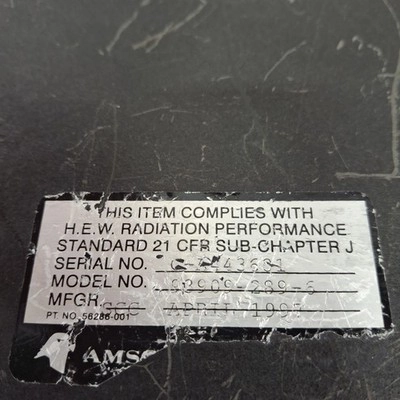 THIS ITEM COMPLIES WITH
H.E.W. RADIATION PERFORMANCE
STANDARD 21 CFR SUB-CHAPTER J
SERIAL NO.
MODEL NO.
MFGR. APRIL
PT NO. 56286-001
AMSC